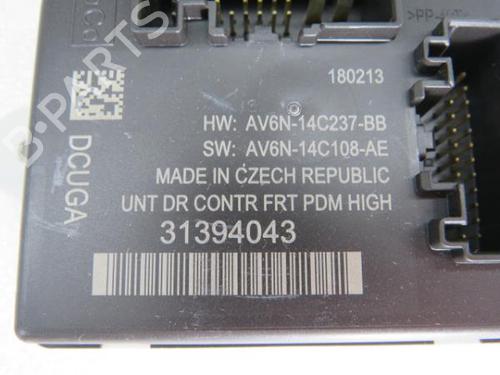 180213
HW: AV6N-14C237-BB
SW: AV6N-14C108-AE
MADE IN CZECH REPUBLIC
UNT DR CONTR FRT PDM HIGH
31394043
DCUGA
B-PARTS